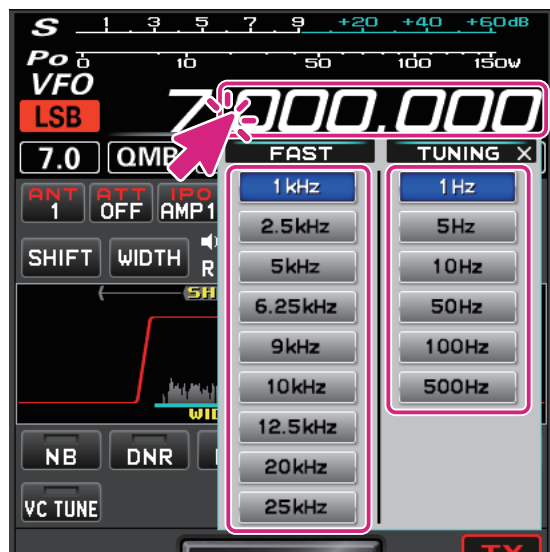 S 1 3 5 7 9 +20 +40 +60dB
Po 0 10 50 100 150W
VFO
LSB 7.000.000
7.0 QMB
FAST TUNING ×
ANT ATT IPO
1 OFF AMP1
1kHz 1Hz
2.5kHz 5Hz
SHIFT WIDTH R
5kHz 10Hz
SH
6.25kHz 50Hz
9kHz 100Hz
10kHz 500Hz
WID
12.5kHz
NB DNR
20kHz
VC TUNE
25kHz
TX